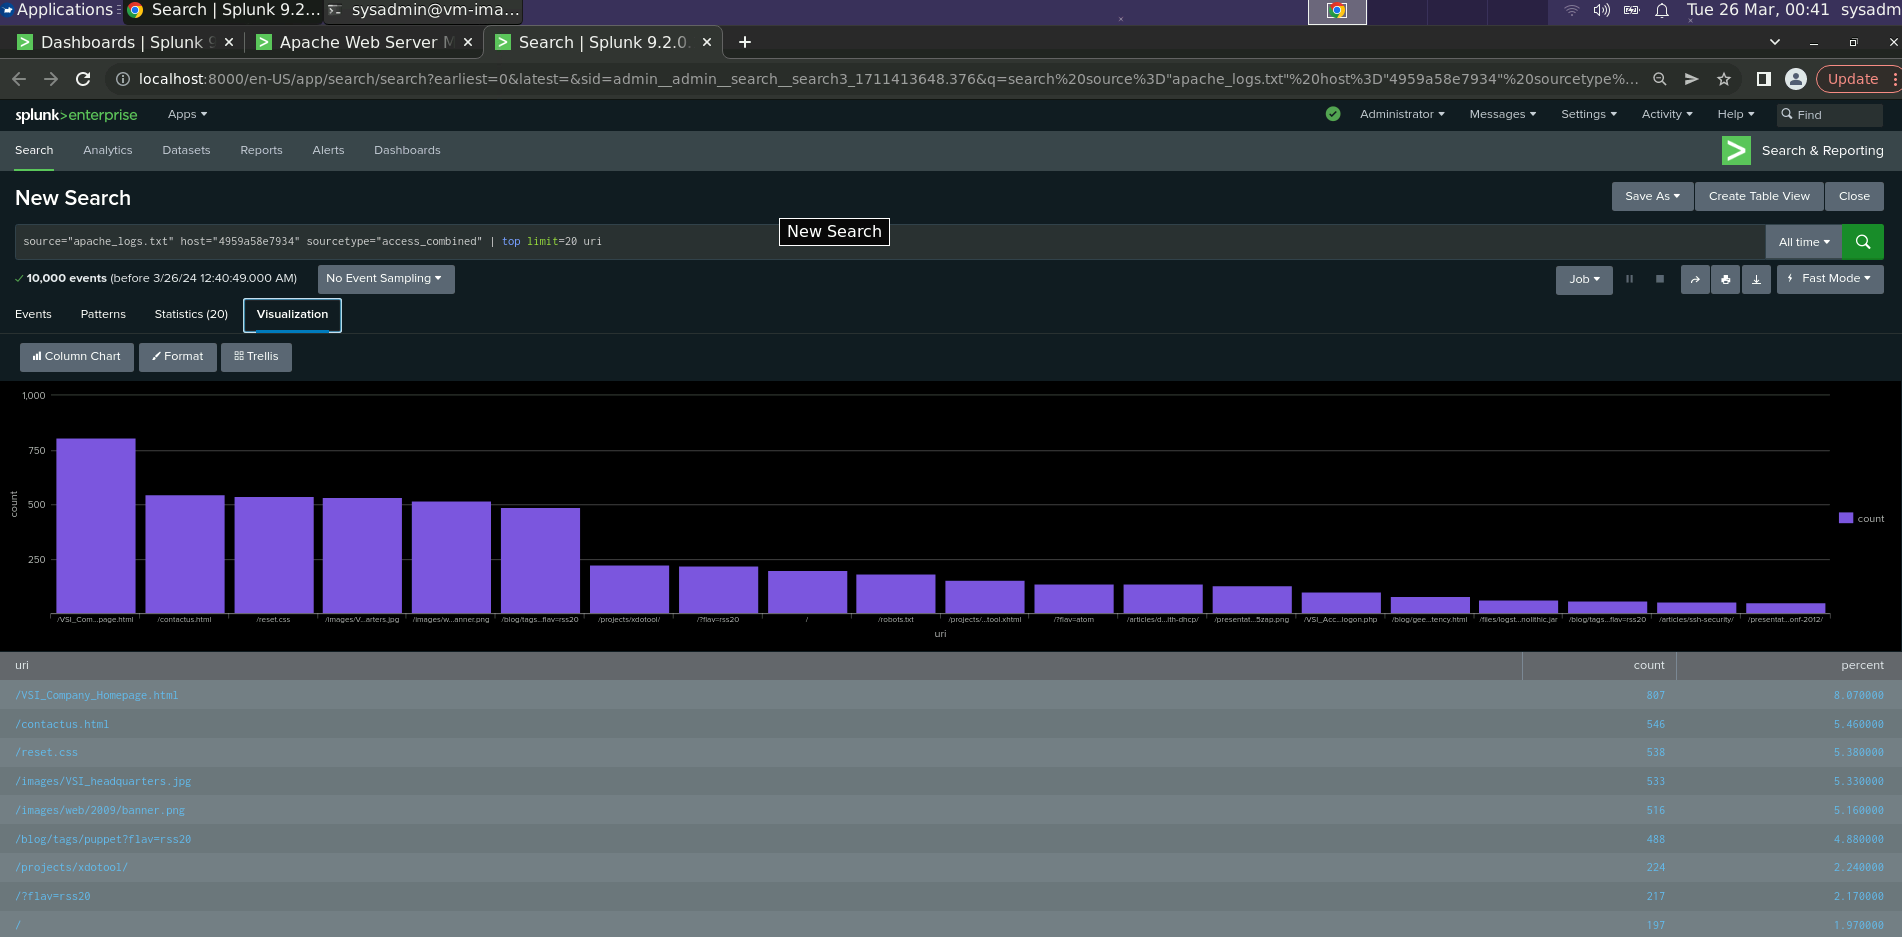 Applications
Search | Splunk 9.2...
sysadmin@vm-ima...
Tue 26 Mar, 00:41 sysadm
Dashboards | Splunk 9
Apache Web Server M
Search | Splunk 9.2.0.
localhost:8000/en-US/app/search/search?earliest=0&latest=&sid=admin__admin__search__search3_1711413648.376&q=search%20source%3D"apache_logs.txt"%20host%3D"4959a58e7934"%20sourcetype%...
Update
splunk>enterprise Apps
Administrator Messages Settings Activity Help Find
Search Analytics Datasets Reports Alerts Dashboards
Search & Reporting
New Search
Save As Create Table View Close
source="apache_logs.txt" host="4959a58e7934" sourcetype="access_combined" | top limit=20 uri
New Search
All time
10,000 events (before 3/26/24 12:40:49.000 AM) No Event Sampling
Job Fast Mode
Events Patterns Statistics (20) Visualization
Column Chart Format Trellis
1,000
750
500
250
count
count
/VSI_Com...page.html /contactus.html /reset.css /images/V...arters.jpg /images/w...anner.png /blog/tags...flav=rss20 /projects/xdotool/ /?flav=rss20 / /robots.txt /projects/...tool.xhtml /?flav=atom /articles/d...ith-dhcp/ /presentat...5zap.png /VSI_Acc...logon.php /blog/gee...tency.html /files/logst...nolithic.jar /blog/tags...flav=rss20 /articles/ssh-security/ /presentat...onf-2012/
uri
uri count percent
/VSI_Company_Homepage.html 807 8.070000
/contactus.html 546 5.460000
/reset.css 538 5.380000
/images/VSI_headquarters.jpg 533 5.330000
/images/web/2009/banner.png 516 5.160000
/blog/tags/puppet?flav=rss20 488 4.880000
/projects/xdotool/ 224 2.240000
/?flav=rss20 217 2.170000
/ 197 1.970000